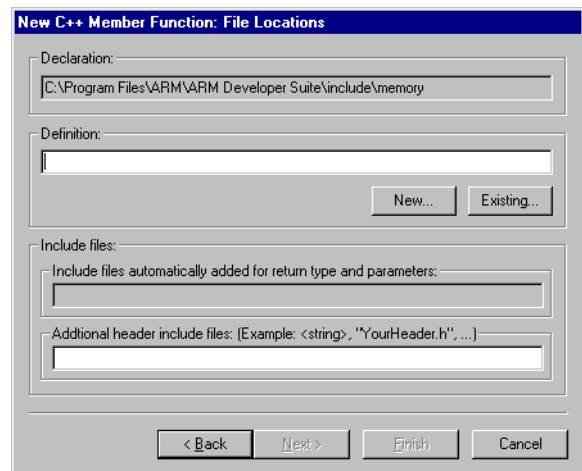 New C++ Member Function: File Locations
Declaration:
C:\Program Files\ARM\ARM Developer Suite\include\memory
Definition:
New...
Existing...
Include files:
Include files automatically added for return type and parameters:
Addtional header include files: (Example: <string>, "YourHeader.h", ...)
< Back
Next >
Finish
Cancel